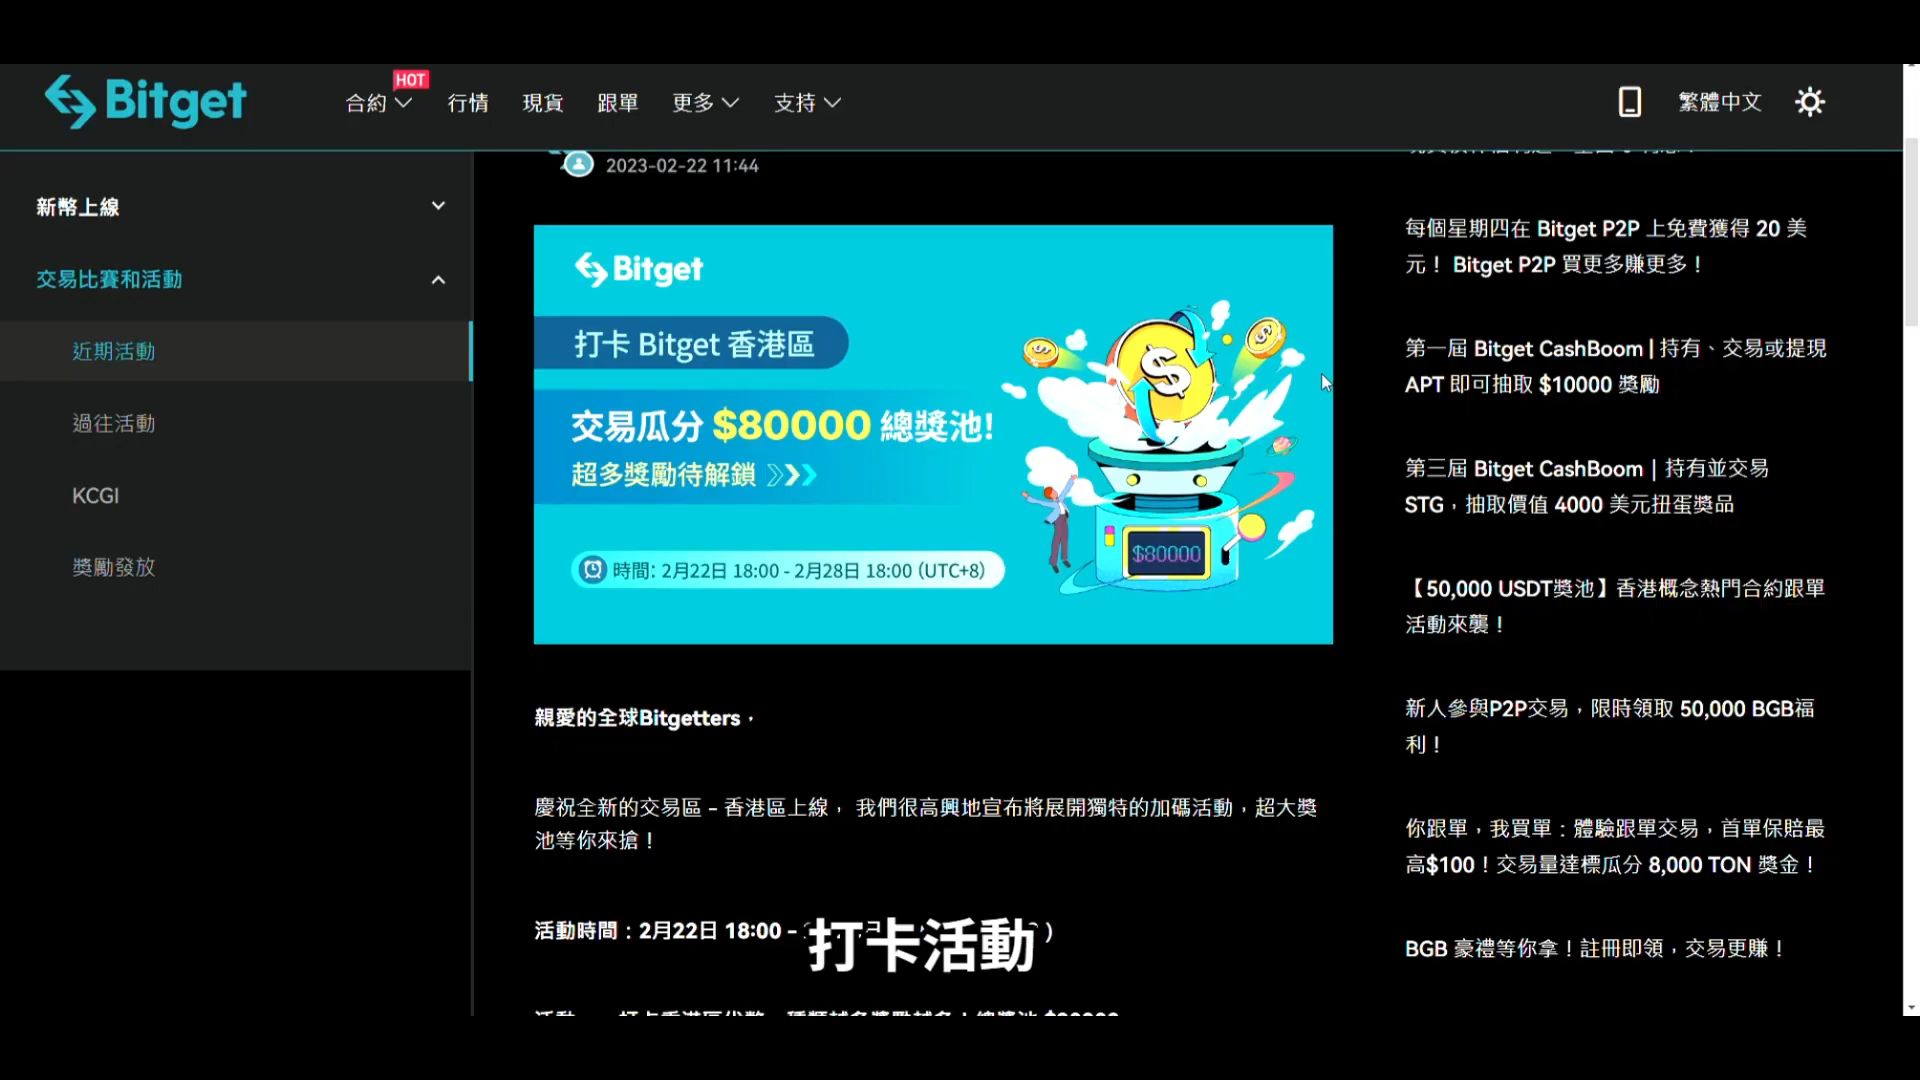 Bitget
合約
HOT
行情
現貨
跟單
更多
支持
繁體中文
新幣上線
交易比賽和活動
近期活動
過往活動
KCGI
獎勵發放
2023-02-22 11:44
Bitget
打卡 Bitget 香港區
交易瓜分 $80000 總獎池!
超多獎勵待解鎖
時間: 2月22日 18:00 - 2月28日 18:00 (UTC+8)
$80000
親愛的全球Bitgetters，
慶祝全新的交易區 – 香港區上線， 我們很高興地宣布將展開獨特的加碼活動，超大獎
池等你來搶！
活動時間：2月22日 18:00 –
打卡活動
每個星期四在 Bitget P2P 上免費獲得 20 美
元！ Bitget P2P 買更多賺更多！
第一屆 Bitget CashBoom | 持有、交易或提現
APT 即可抽取 $10000 獎勵
第三屆 Bitget CashBoom｜持有並交易
STG，抽取價值 4000 美元扭蛋獎品
【50,000 USDT獎池】香港概念熱門合約跟單
活動來襲！
新人參與P2P交易，限時領取 50,000 BGB福
利！
你跟單，我買單：體驗跟單交易，首單保賠最
高$100！交易量達標瓜分 8,000 TON 獎金！
BGB 豪禮等你拿！註冊即領，交易更賺！